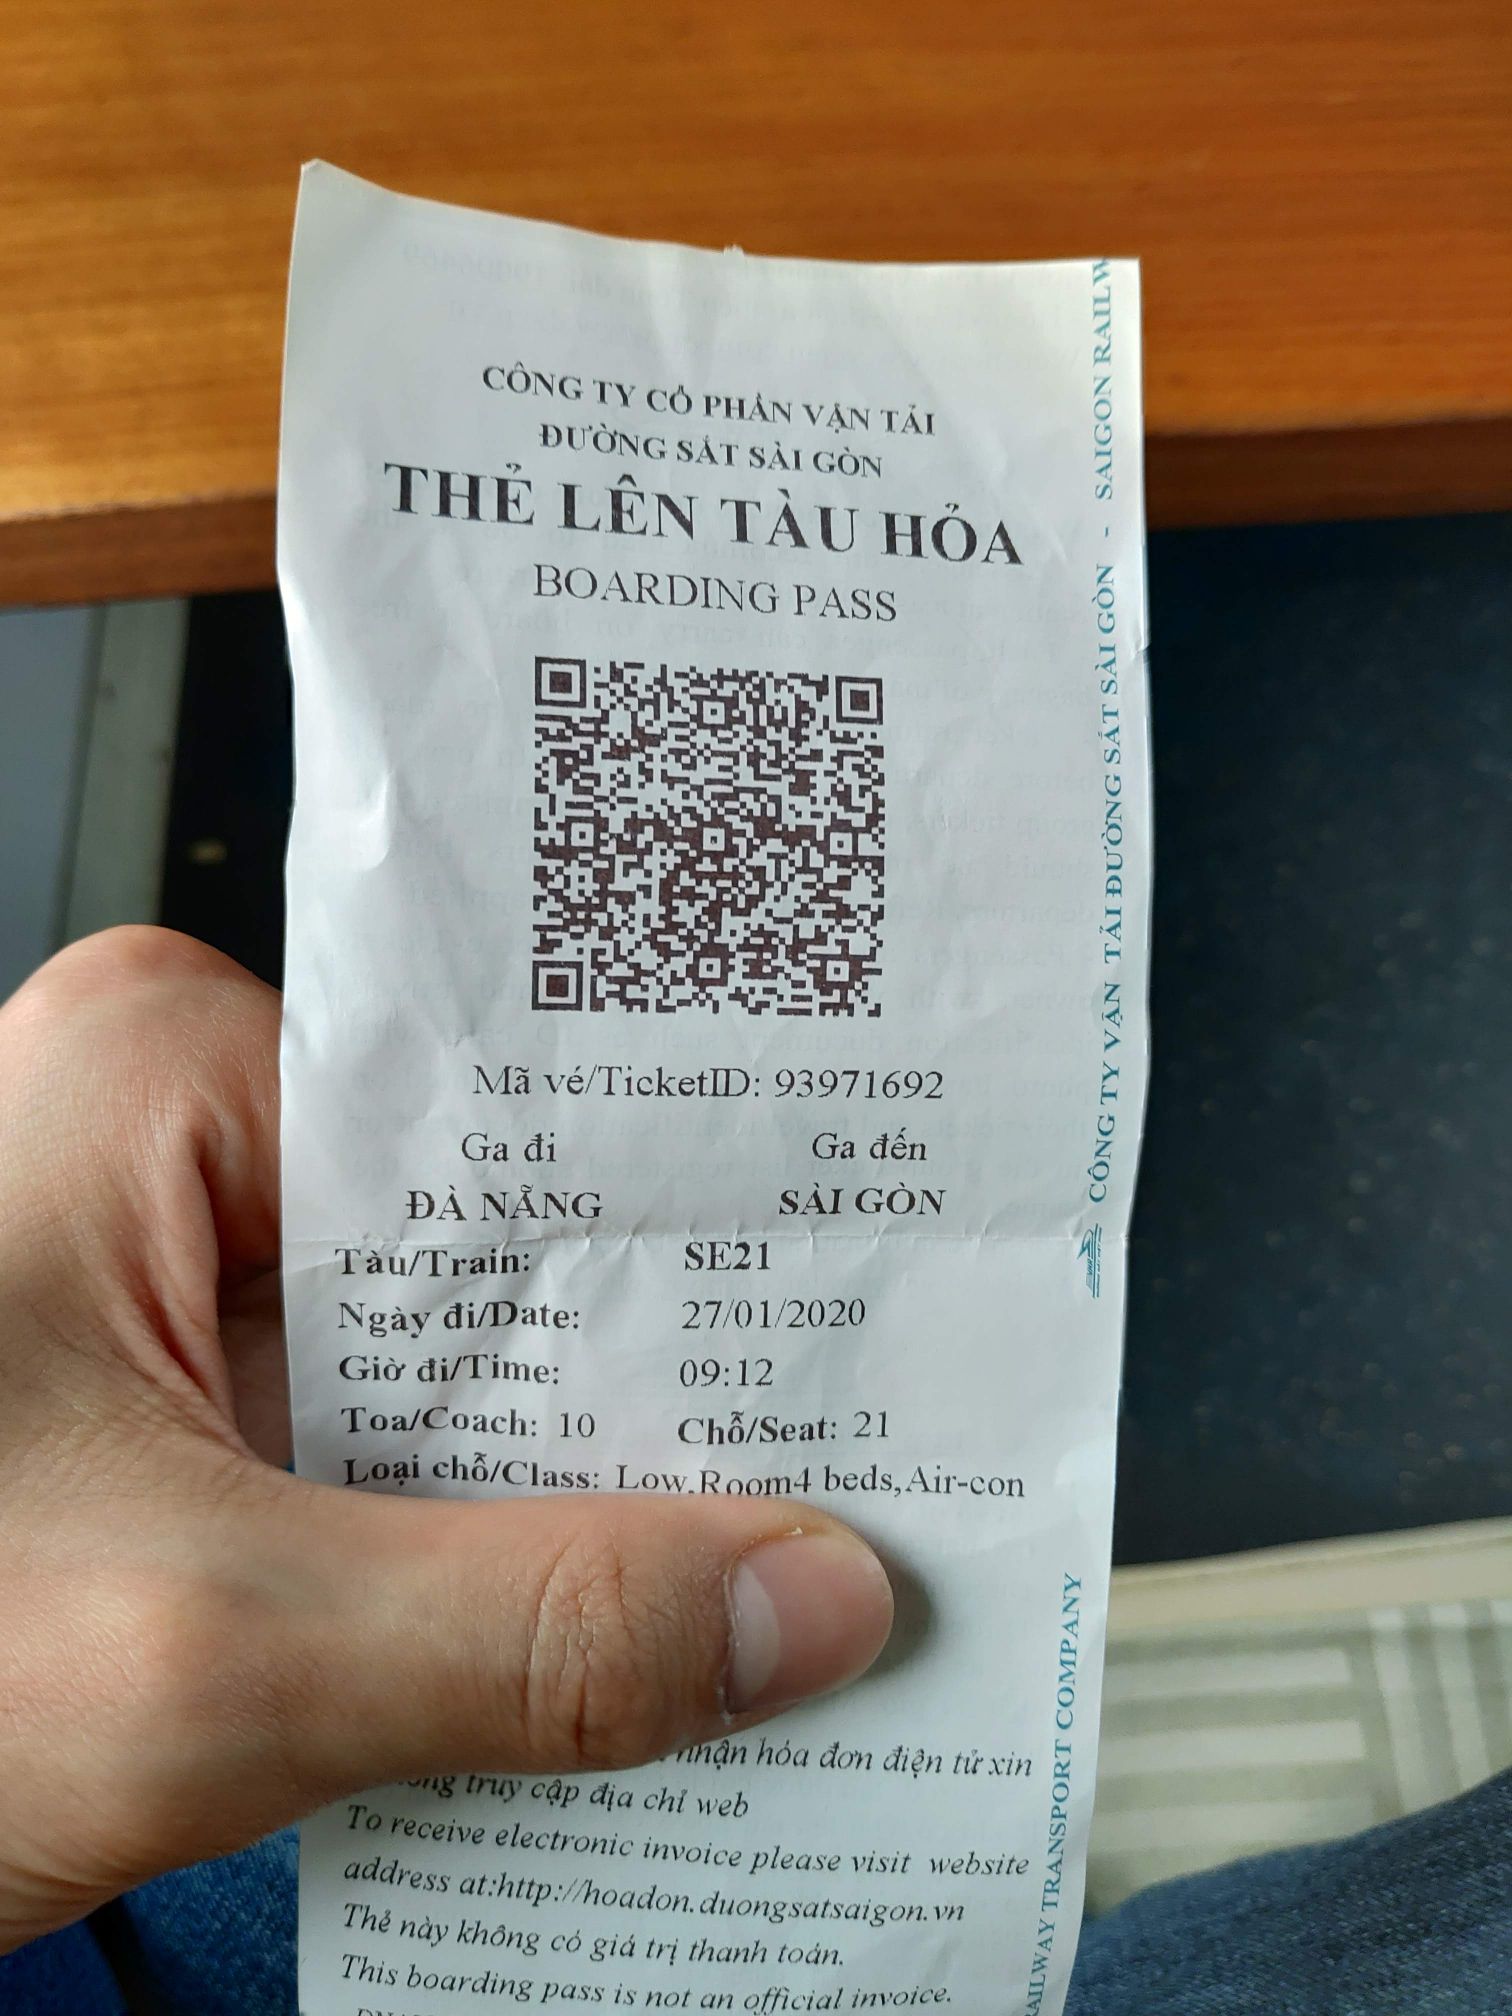 CÔNG TY CỔ PHẦN VẬN TẢI
ĐƯỜNG SẮT SÀI GÒN
THẺ LÊN TÀU HỎA
BOARDING PASS
Mã vé/TicketID: 93971692
Ga đi Ga đến
ĐÀ NẴNG SÀI GÒN
Tàu/Train: SE21
Ngày đi/Date: 27/01/2020
Giờ đi/Time: 09:12
Toa/Coach: 10 Chỗ/Seat: 21
Loại chỗ/Class: Low,Room4 beds,Air-con
nhận hóa đơn điện tử xin
truy cập địa chỉ web
To receive electronic invoice please visit website
address at:http://hoadon.duongsatsaigon.vn
Thẻ này không có giá trị thanh toán.
This boarding pass is not an official invoice.
CÔNG TY VẬN TẢI ĐƯỜNG SẮT SÀI GÒN - SAIGON RAILW
RAILWAY TRANSPORT COMPANY